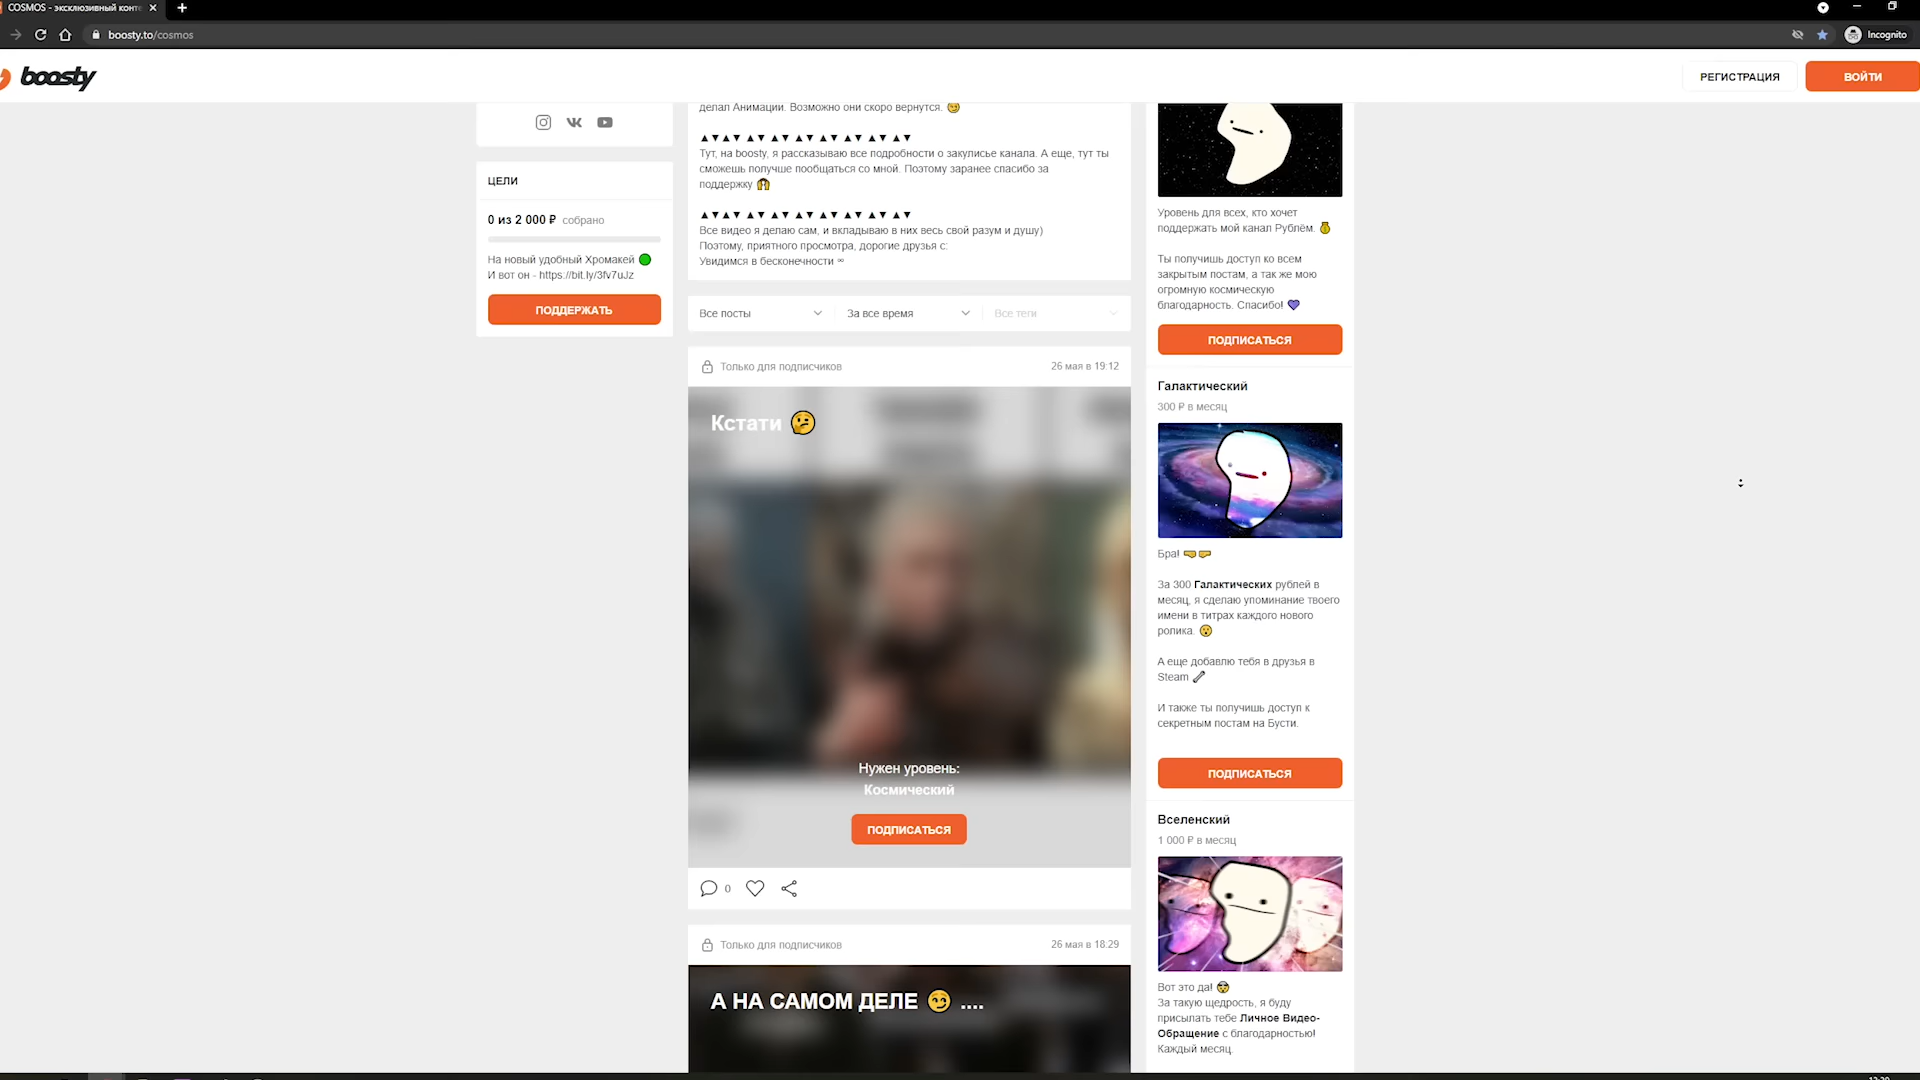 COSMOS - эксклюзивный конт
boosty.to/cosmos
Incognito
boosty
РЕГИСТРАЦИЯ
ВОЙТИ
ЦЕЛИ
0 из 2 000 ₽ собрано
На новый удобный Хромакей 🟢
И вот он - https://bit.ly/3fv7uJz
ПОДДЕРЖАТЬ
делал Анимации. Возможно они скоро вернутся. 😏
▲▼▲▼ ▲▼ ▲▼ ▲▼ ▲▼ ▲▼ ▲▼ ▲▼
Тут, на boosty, я рассказываю все подробности о закулисье канала. А еще, тут ты
сможешь получше пообщаться со мной. Поэтому заранее спасибо за
поддержку
▲▼▲▼ ▲▼ ▲▼ ▲▼ ▲▼ ▲▼ ▲▼ ▲▼
Все видео я делаю сам, и вкладываю в них весь свой разум и душу)
Поэтому, приятного просмотра, дорогие друзья с:
Увидимся в бесконечности ∞
Все посты
За все время
Все теги
Только для подписчиков
26 мая в 19:12
Кстати 🤔
Нужен уровень:
Космический
ПОДПИСАТЬСЯ
0
Только для подписчиков
26 мая в 18:29
А НА САМОМ ДЕЛЕ 😏 ....
Уровень для всех, кто хочет
поддержать мой канал Рублём. 💰
Ты получишь доступ ко всем
закрытым постам, а так же мою
огромную космическую
благодарность. Спасибо! 💜
ПОДПИСАТЬСЯ
Галактический
300 ₽ в месяц
Бра! 🤜🤛
За 300 Галактических рублей в
месяц, я сделаю упоминание твоего
имени в титрах каждого нового
ролика. 😯
А еще добавлю тебя в друзья в
Steam
И также ты получишь доступ к
секретным постам на Бусти.
ПОДПИСАТЬСЯ
Вселенский
1 000 ₽ в месяц
Вот это да! 🤯
За такую щедрость, я буду
присылать тебе Личное Видео-
Обращение с благодарностью!
Каждый месяц.